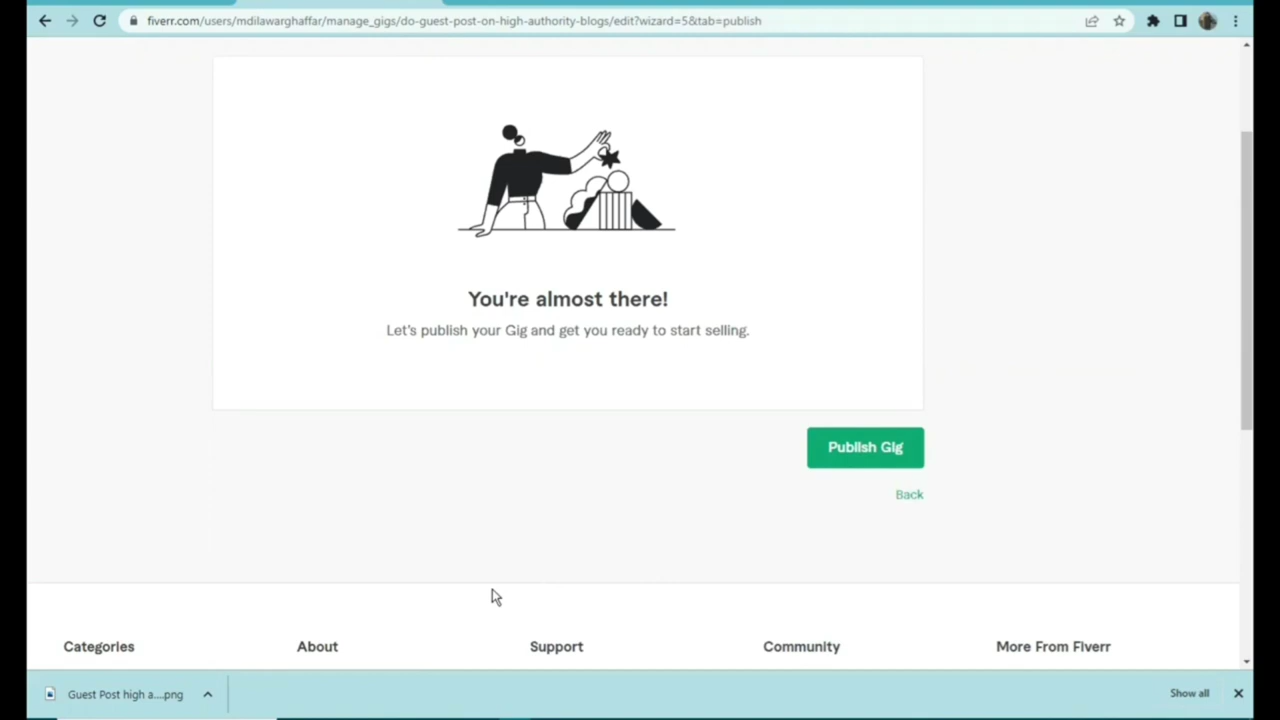 fiverr.com/users/mdilawarghaffar/manage_gigs/do-guest-post-on-high-authority-blogs/edit?wizard=5&tab=publish
You're almost there!
Let's publish your Gig and get you ready to start selling.
Publish Gig
Back
Categories About Support Community More From Fiverr
Guest Post high a....png Show all